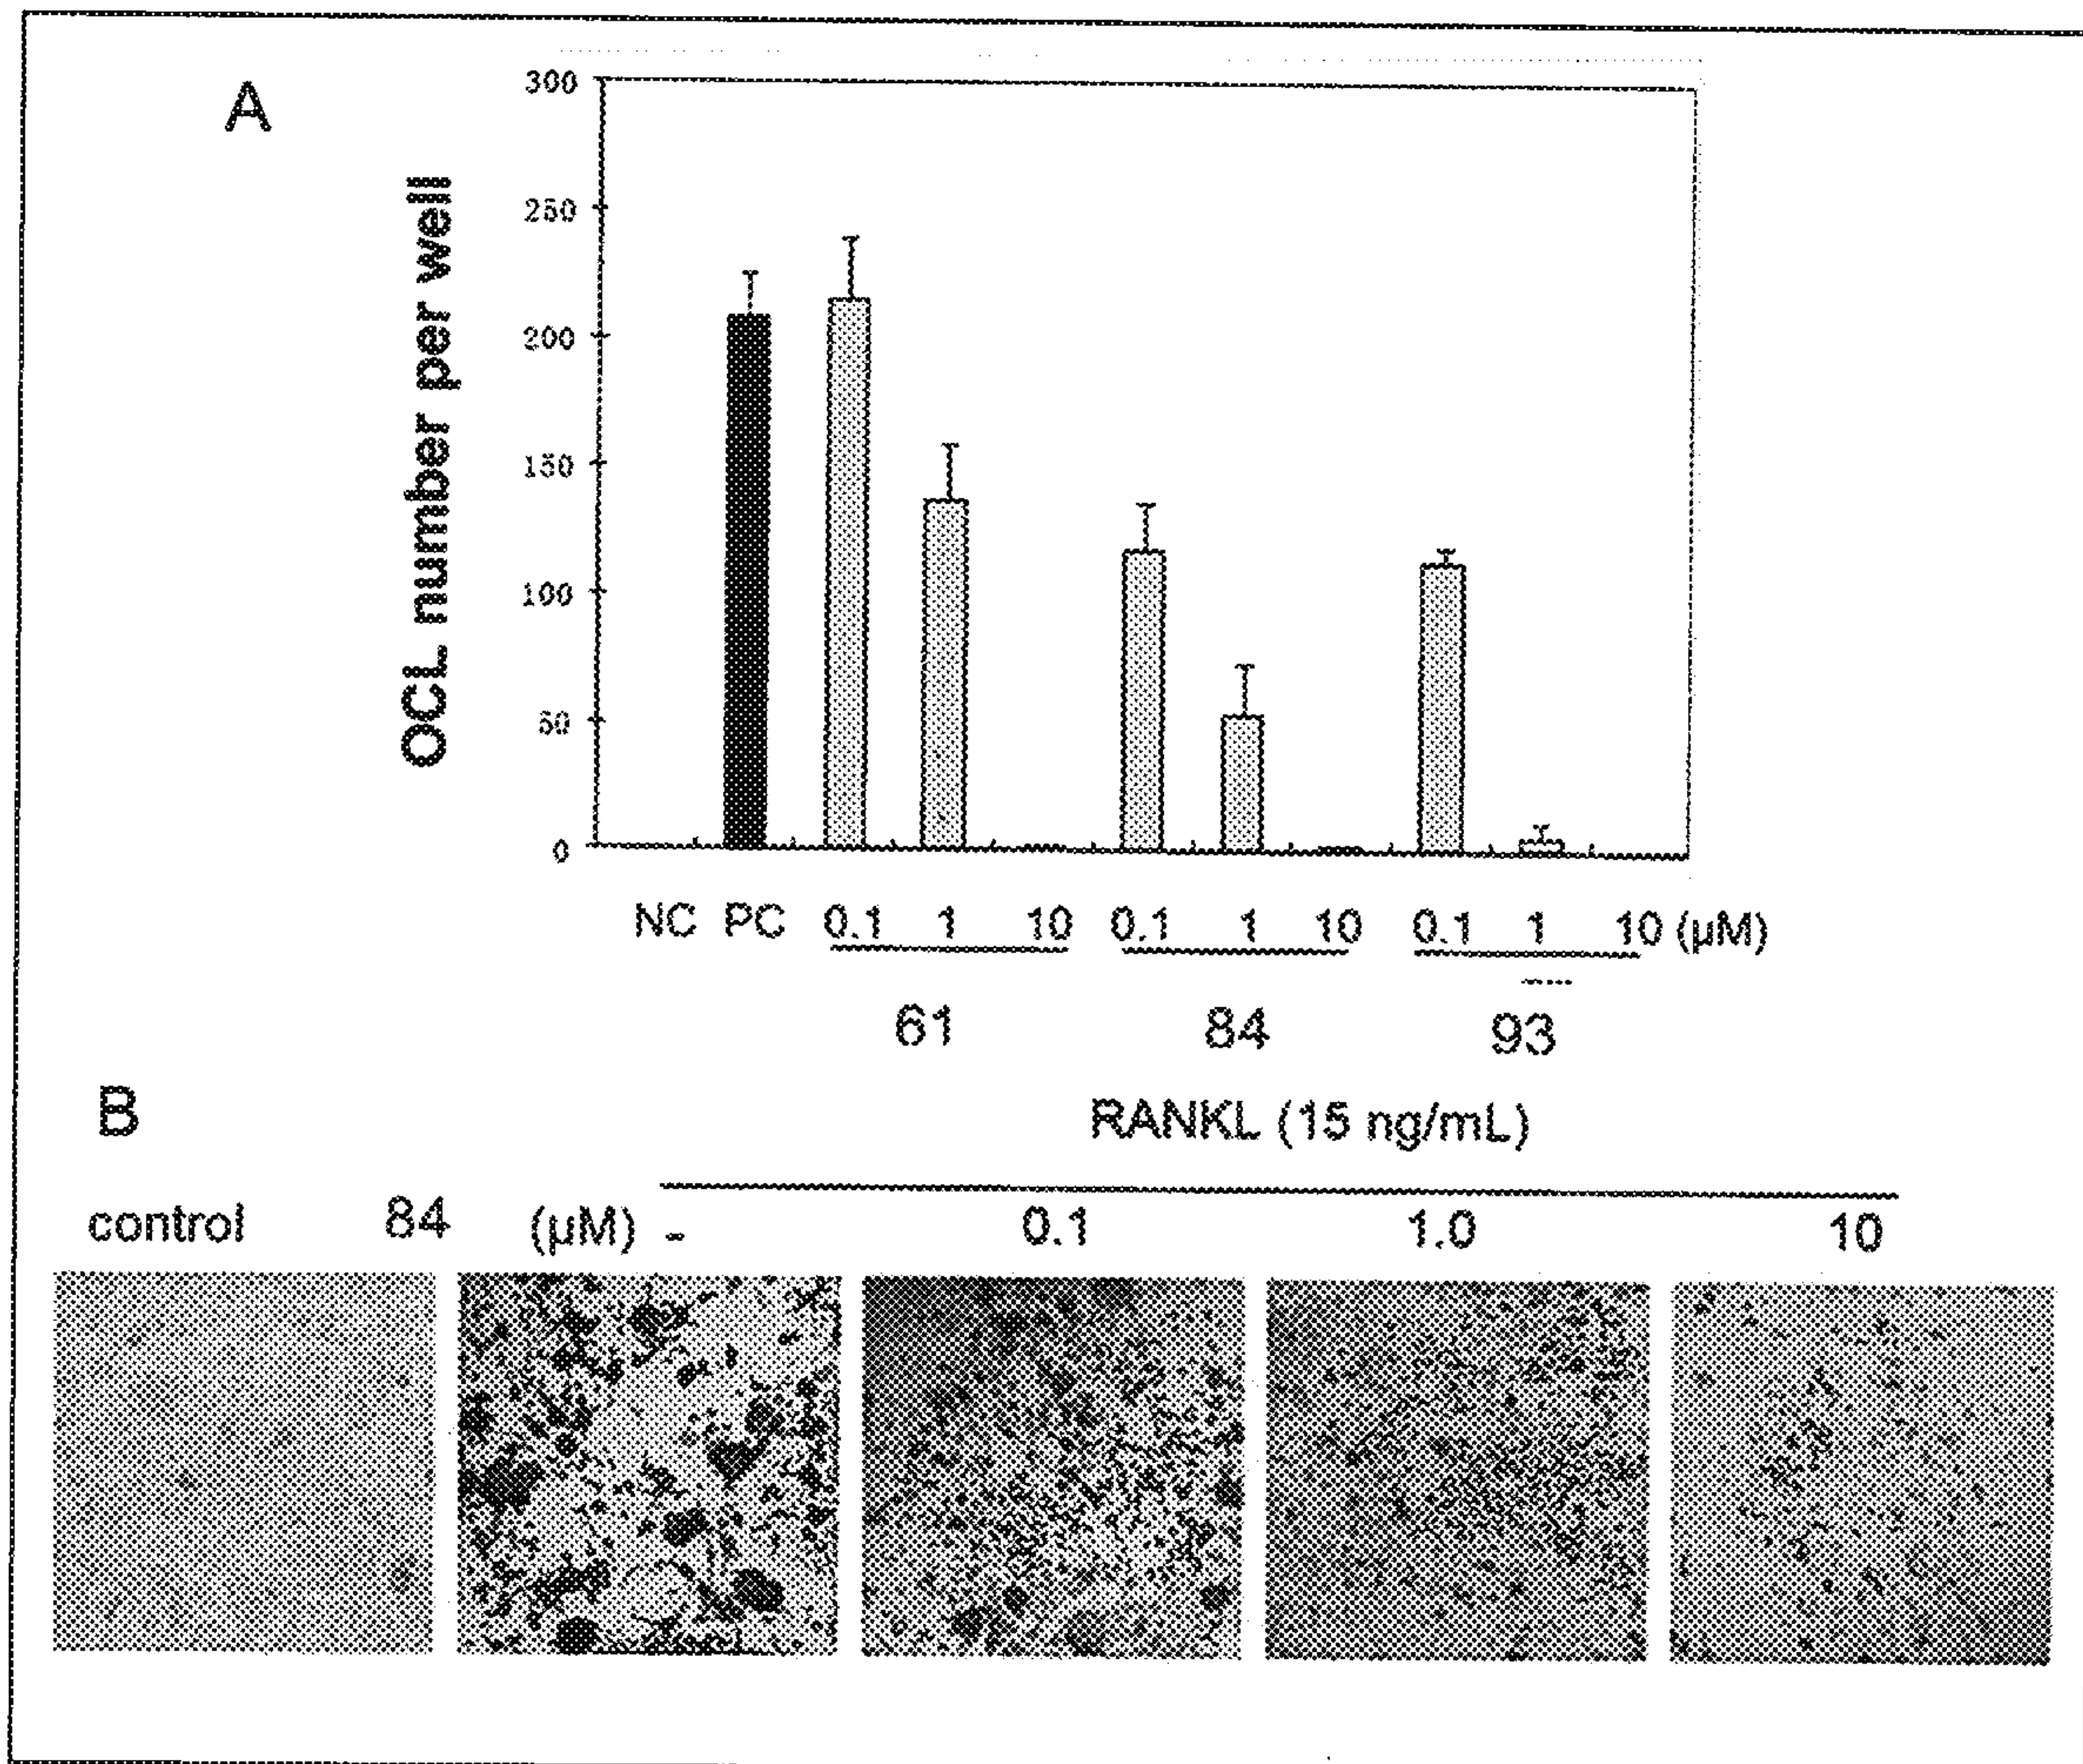 A
OCL number per well
300
250
200
150
100
50
0
NC PC 0.1 1 10 0.1 1 10 0.1 1 10 (µM)
61 84 93
B
RANKL (15 ng/mL)
control 84 (µM) - 0.1 1.0 10